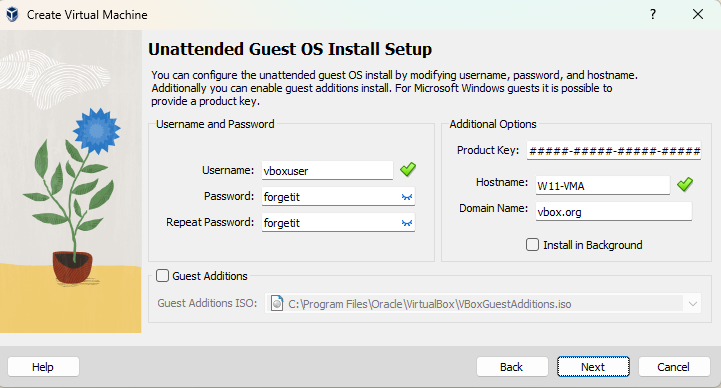 Create Virtual Machine
?
Unattended Guest OS Install Setup
You can configure the unattended guest OS install by modifying username, password, and hostname.
Additionally you can enable guest additions install. For Microsoft Windows guests it is possible to
provide a product key.
Username and Password
Username: vboxuser
Password: forgetit
Repeat Password: forgetit
Additional Options
Product Key: #####-#####-#####-#####
Hostname: W11-VMA
Domain Name: vbox.org
Install in Background
Guest Additions
Guest Additions ISO: C:\Program Files\Oracle\VirtualBox\VBoxGuestAdditions.iso
Help
Back
Next
Cancel